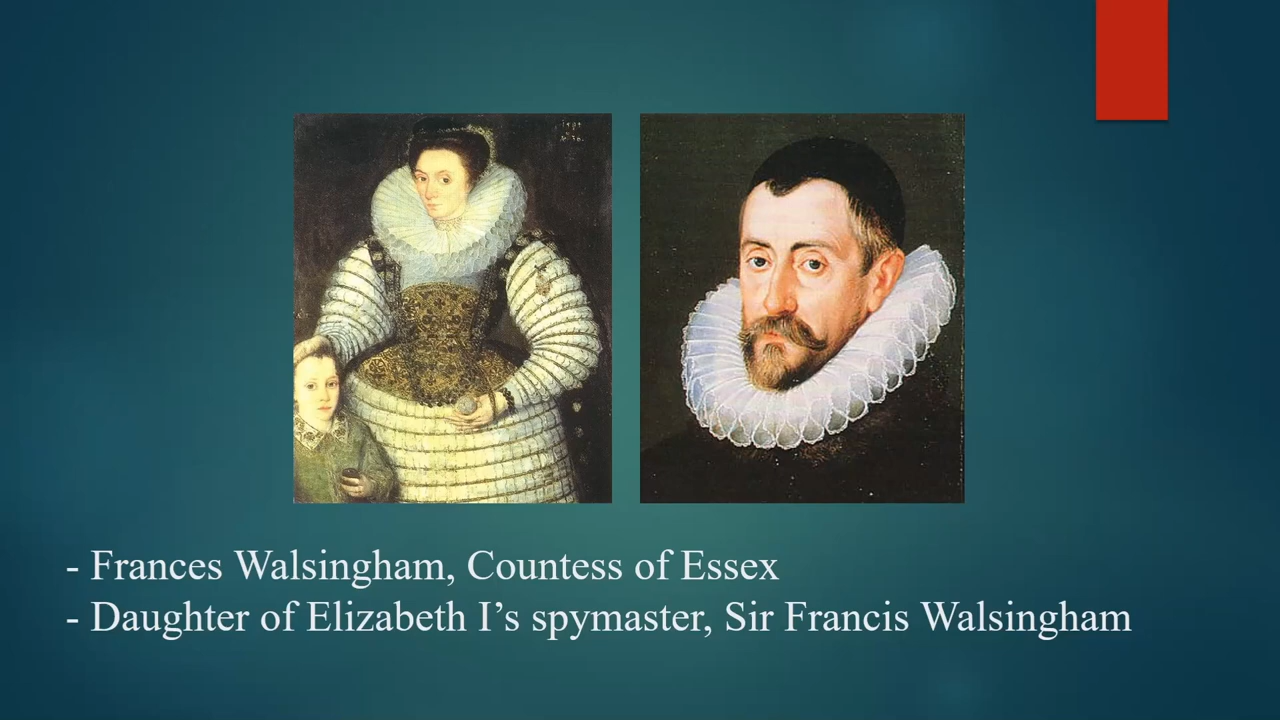 - Frances Walsingham, Countess of Essex
- Daughter of Elizabeth I’s spymaster, Sir Francis Walsingham